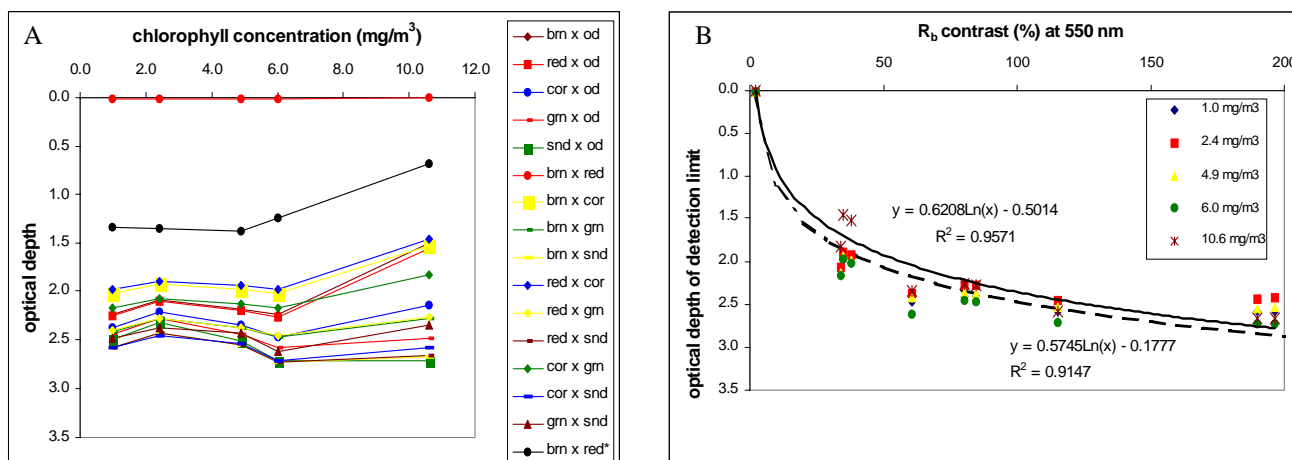 A
chlorophyll concentration (mg/m³)
0.0 2.0 4.0 6.0 8.0 10.0 12.0
0.0
0.5
1.0
1.5
2.0
2.5
3.0
3.5
optical depth
brn x od
red x od
cor x od
grn x od
snd x od
brn x red
brn x cor
brn x grn
brn x snd
red x cor
red x grn
red x snd
cor x grn
cor x snd
grn x snd
brn x red*
B
R_b contrast (%) at 550 nm
0 50 100 150 200
0.0
0.5
1.0
1.5
2.0
2.5
3.0
3.5
optical depth of detection limit
1.0 mg/m3
2.4 mg/m3
4.9 mg/m3
6.0 mg/m3
10.6 mg/m3
y = 0.6208Ln(x) - 0.5014
R² = 0.9571
y = 0.5745Ln(x) - 0.1777
R² = 0.9147